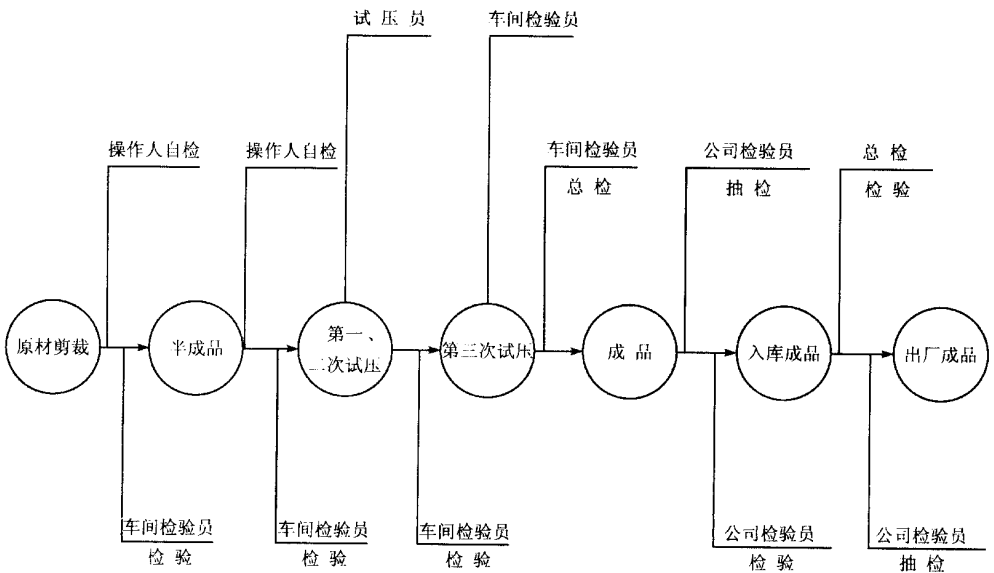 试压员
车间检验员
操作人自检
操作人自检
车间检验员
总检
公司检验员
抽检
总检
检验
原材剪裁
半成品
第一、
二次试压
第三次试压
成品
入库成品
出厂成品
车间检验员
检验
车间检验员
检验
车间检验员
检验
公司检验员
检验
公司检验员
抽检